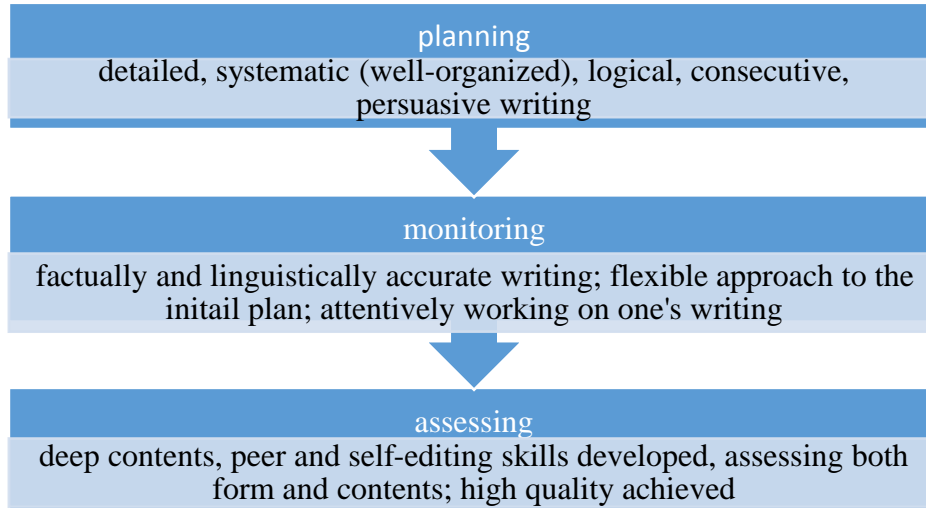 planning
detailed, systematic (well-organized), logical, consecutive,
persuasive writing
monitoring
factually and linguistically accurate writing; flexible approach to the
initail plan; attentively working on one's writing
assessing
deep contents, peer and self-editing skills developed, assessing both
form and contents; high quality achieved